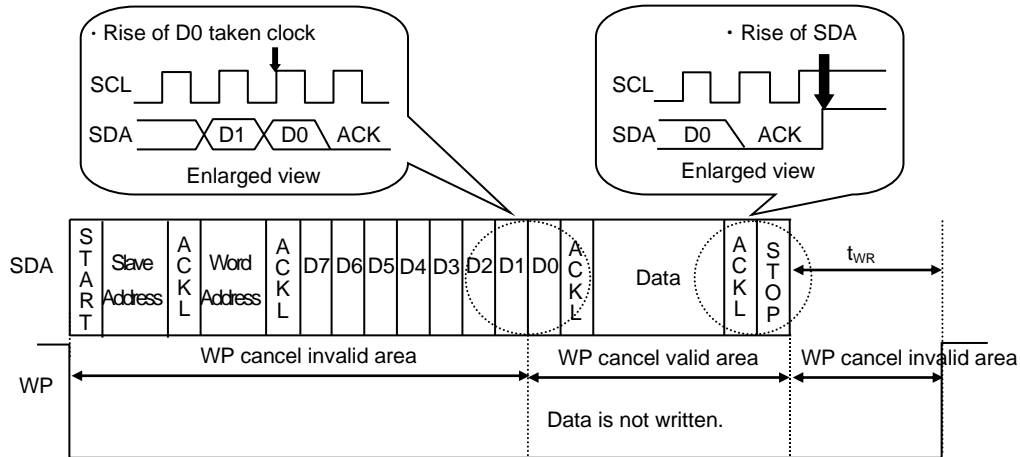 ・Rise of D0 taken clock
SCL
SDA D1 D0 ACK
Enlarged view
・Rise of SDA
SCL
SDA D0 ACK
Enlarged view
SDA START Slave Address ACKL Word Address ACKL D7 D6 D5 D4 D3 D2 D1 D0 ACKL Data ACKL STOP tWR
WP cancel invalid area WP cancel valid area WP cancel invalid area
WP
Data is not written.